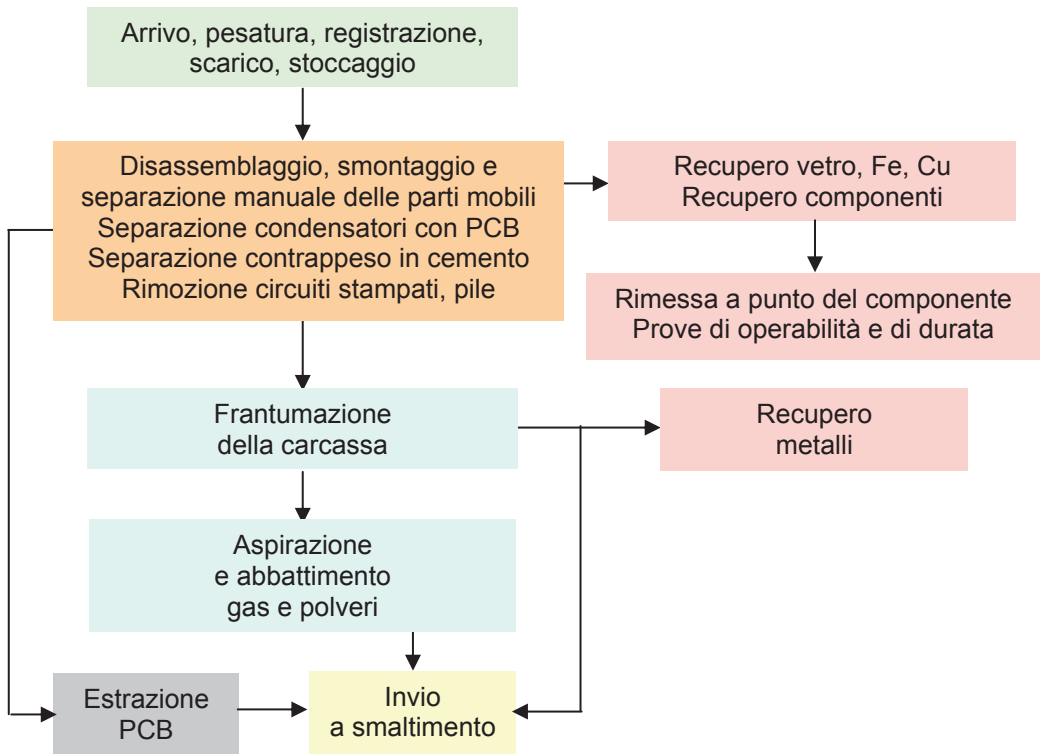 Arrivo, pesatura, registrazione,
scarico, stoccaggio
Disassemblaggio, smontaggio e
separazione manuale delle parti mobili
Separazione condensatori con PCB
Separazione contrappeso in cemento
Rimozione circuiti stampati, pile
Recupero vetro, Fe, Cu
Recupero componenti
Rimessa a punto del componente
Prove di operabilità e di durata
Frantumazione
della carcassa
Recupero
metalli
Aspirazione
e abbattimento
gas e polveri
Estrazione
PCB
Invio
a smaltimento